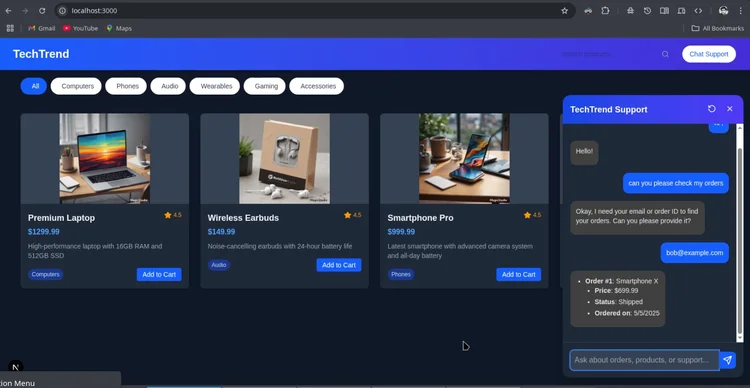 localhost:3000
Gmail
YouTube
Maps
All Bookmarks
TechTrend
Chat Support
All
Computers
Phones
Audio
Wearables
Gaming
Accessories
Premium Laptop
4.5
$1299.99
High-performance laptop with 16GB RAM and
512GB SSD
Computers
Add to Cart
Wireless Earbuds
4.5
$149.99
Noise-cancelling earbuds with 24-hour battery life
Audio
Add to Cart
Smartphone Pro
4.5
$999.99
Latest smartphone with advanced camera system
and all-day battery
Phones
Add to Cart
TechTrend Support
Hello!
can you please check my orders
Okay, I need your email or order ID to find
your orders. Can you please provide it?
bob@example.com
Order #1: Smartphone X
Price: $699.99
Status: Shipped
Ordered on: 5/5/2025
Ask about orders, products, or support...
N
tion Menu